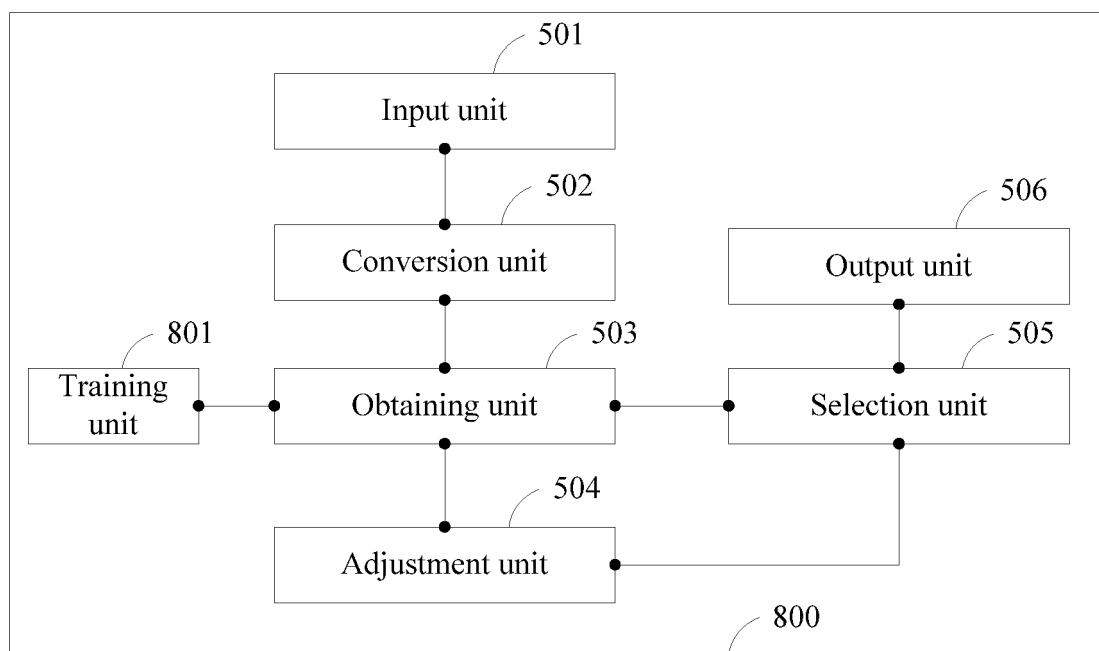 501
Input unit
502
Conversion unit
506
Output unit
801
Training
unit
503
Obtaining unit
505
Selection unit
504
Adjustment unit
800